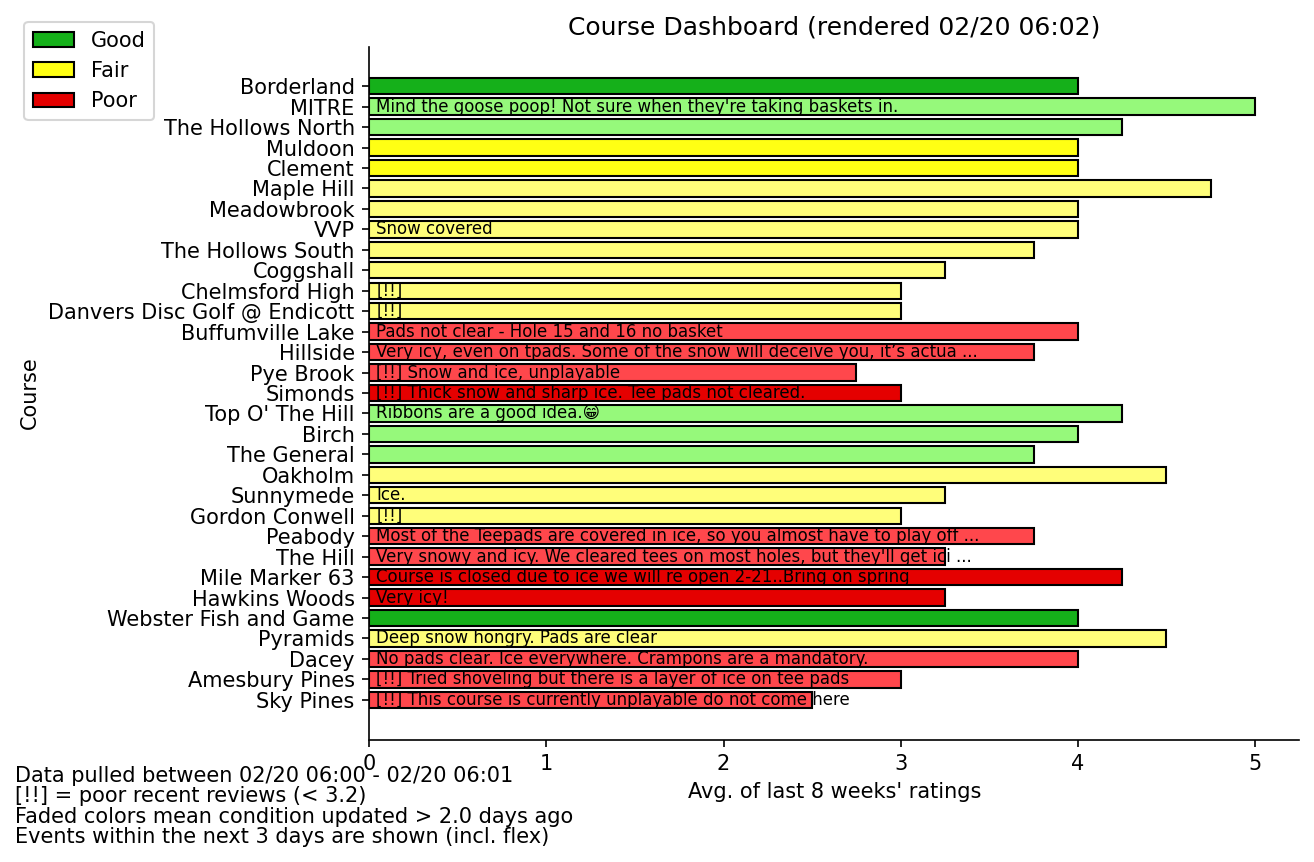 Course Dashboard (rendered 02/20 06:02)
Good
Fair
Poor
Borderland
MITRE Mind the goose poop! Not sure when they're taking baskets in.
The Hollows North
Muldoon
Clement
Maple Hill
Meadowbrook
VVP Snow covered
The Hollows South
Coggshall
Chelmsford High [!!]
Danvers Disc Golf @ Endicott [!!]
Buffumville Lake Pads not clear - Hole 15 and 16 no basket
Hillside Very icy, even on tpads. Some of the snow will deceive you, it’s actua ...
Pye Brook [!!] Snow and ice, unplayable
Simonds [!!] Thick snow and sharp ice. Tee pads not cleared.
Top O' The Hill Ribbons are a good idea.😁
Birch
The General
Oakholm
Sunnymede Ice.
Gordon Conwell [!!]
Peabody Most of the Teepads are covered in ice, so you almost have to play off ...
The Hill Very snowy and icy. We cleared tees on most holes, but they'll get ici ...
Mile Marker 63 Course is closed due to ice we will re open 2-21..Bring on spring
Hawkins Woods Very icy!
Webster Fish and Game
Pyramids Deep snow hongry. Pads are clear
Dacey No pads clear. Ice everywhere. Crampons are a mandatory.
Amesbury Pines [!!] Tried shoveling but there is a layer of ice on tee pads
Sky Pines [!!] This course is currently unplayable do not come here
Course
0 1 2 3 4 5
Avg. of last 8 weeks' ratings
Data pulled between 02/20 06:00 - 02/20 06:01
[!!] = poor recent reviews (< 3.2)
Faded colors mean condition updated > 2.0 days ago
Events within the next 3 days are shown (incl. flex)